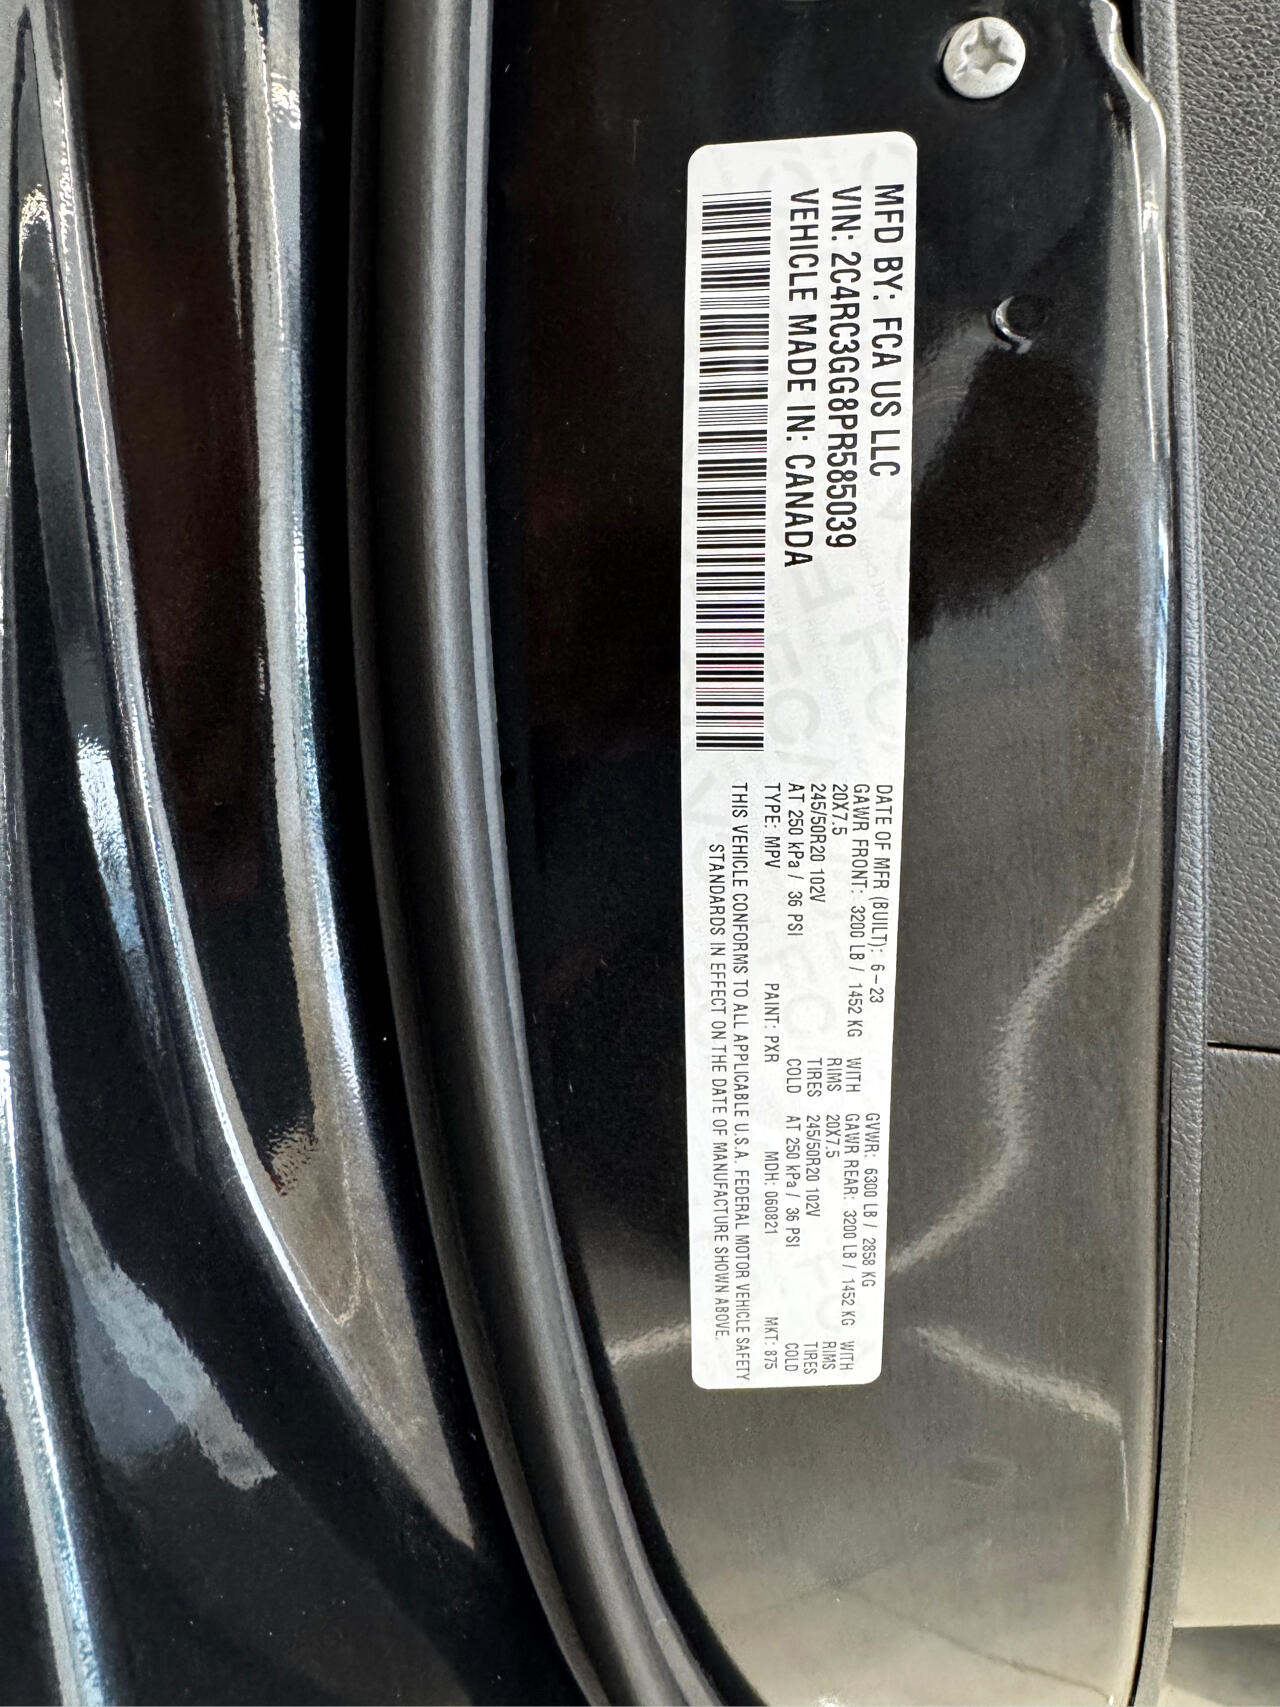 MFD BY: FCA US LLC
VIN: 2C4RC3GG8PR585039
VEHICLE MADE IN: CANADA
DATE OF MFR (BUILT): 6-23 GVWR: 6300 LB / 2858 KG
GAWR FRONT: 3200 LB / 1452 KG WITH GAWR REAR: 3200 LB / 1452 KG WITH
20X7.5 RIMS 20X7.5 RIMS
245/50R20 102V TIRES 245/50R20 102V TIRES
AT 250 kPa / 36 PSI COLD AT 250 kPa / 36 PSI COLD
TYPE: MPV PAINT: PXR MDH: 060821 MKT: 875
THIS VEHICLE CONFORMS TO ALL APPLICABLE U.S.A. FEDERAL MOTOR VEHICLE SAFETY
STANDARDS IN EFFECT ON THE DATE OF MANUFACTURE SHOWN ABOVE.